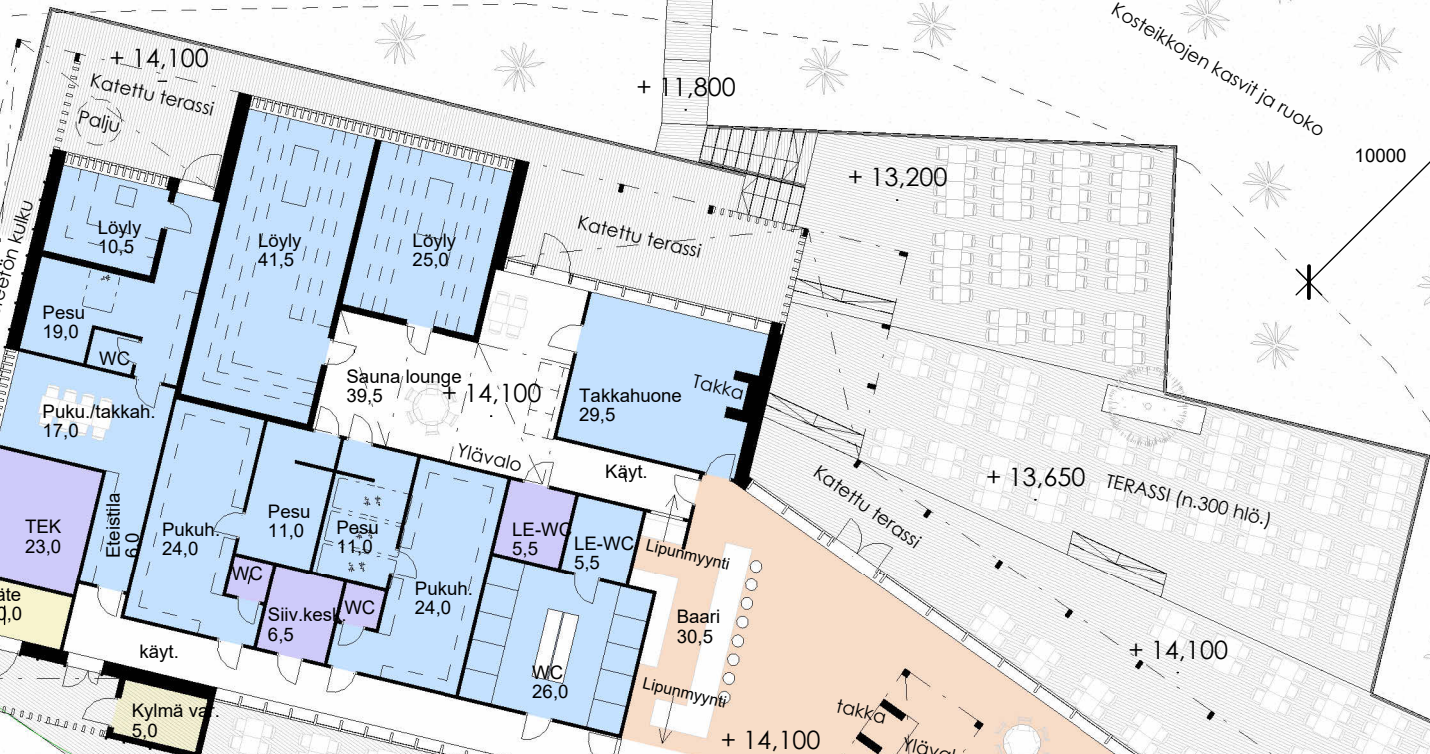 + 14,100
Katettu terassi
Palju
+ 11,800
Kosteikkojen kasvit ja ruoko
10000
+ 13,200
Löyly
10,5
Löyly
41,5
Löyly
25,0
Katettu terassi
kulku
Pesu
19,0
WC
Sauna lounge
39,5
+ 14,100
Takkahuone
29,5
Takka
Puku./takkah.
17,0
Ylävalo
Käyt.
Katettu terassi
+ 13,650
TERASSI (n.300 hlö.)
TEK
23,0
Eteistila
6,0
Pukuh.
24,0
Pesu
11,0
Pesu
11,0
LE-WC
5,5
LE-WC
5,5
Lipunmyynti
WC
Siiv.kesk.
6,5
WC
Pukuh.
24,0
Baari
30,5
+ 14,100
käyt.
WC
26,0
Lipunmyynti
Kylmä var.
5,0
takka
+ 14,100